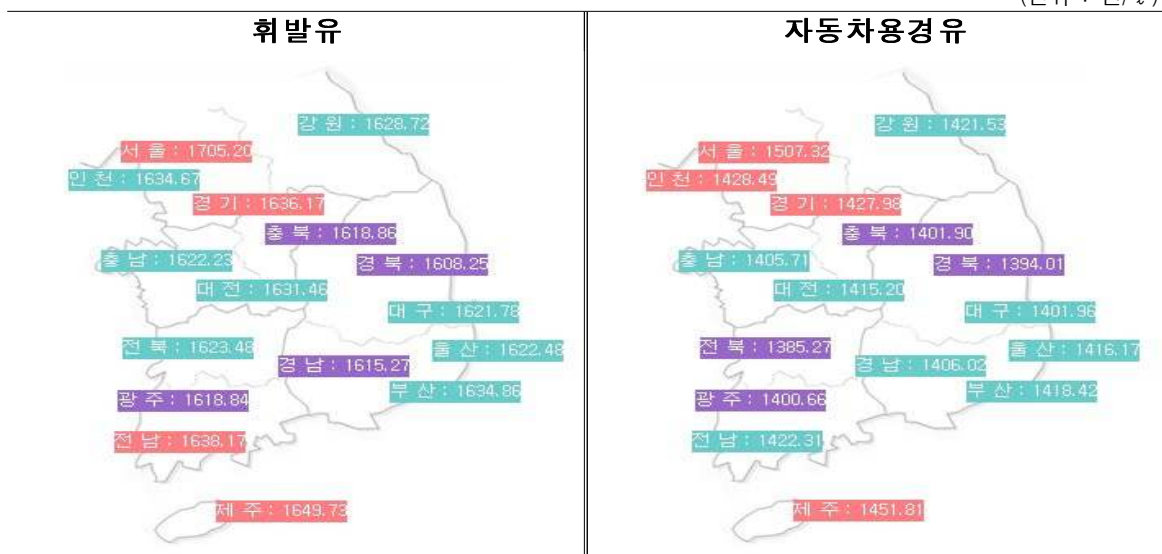 휘발유
강 원 : 1628.72
서 울 : 1705.20
인 천 : 1634.67
경 기 : 1636.17
충 북 : 1618.86
충 남 : 1622.23
경 북 : 1608.25
대 전 : 1631.46
대 구 : 1621.78
전 북 : 1623.48
울 산 : 1622.48
경 남 : 1615.27
부 산 : 1634.86
광 주 : 1618.84
전 남 : 1638.17
제 주 : 1649.73
자동차용경유
강 원 : 1421.53
서 울 : 1507.32
인 천 : 1428.49
경 기 : 1427.98
충 북 : 1401.90
충 남 : 1405.71
경 북 : 1394.01
대 전 : 1415.20
대 구 : 1401.96
전 북 : 1385.27
울 산 : 1416.17
경 남 : 1406.02
부 산 : 1418.42
광 주 : 1400.66
전 남 : 1422.31
제 주 : 1451.81